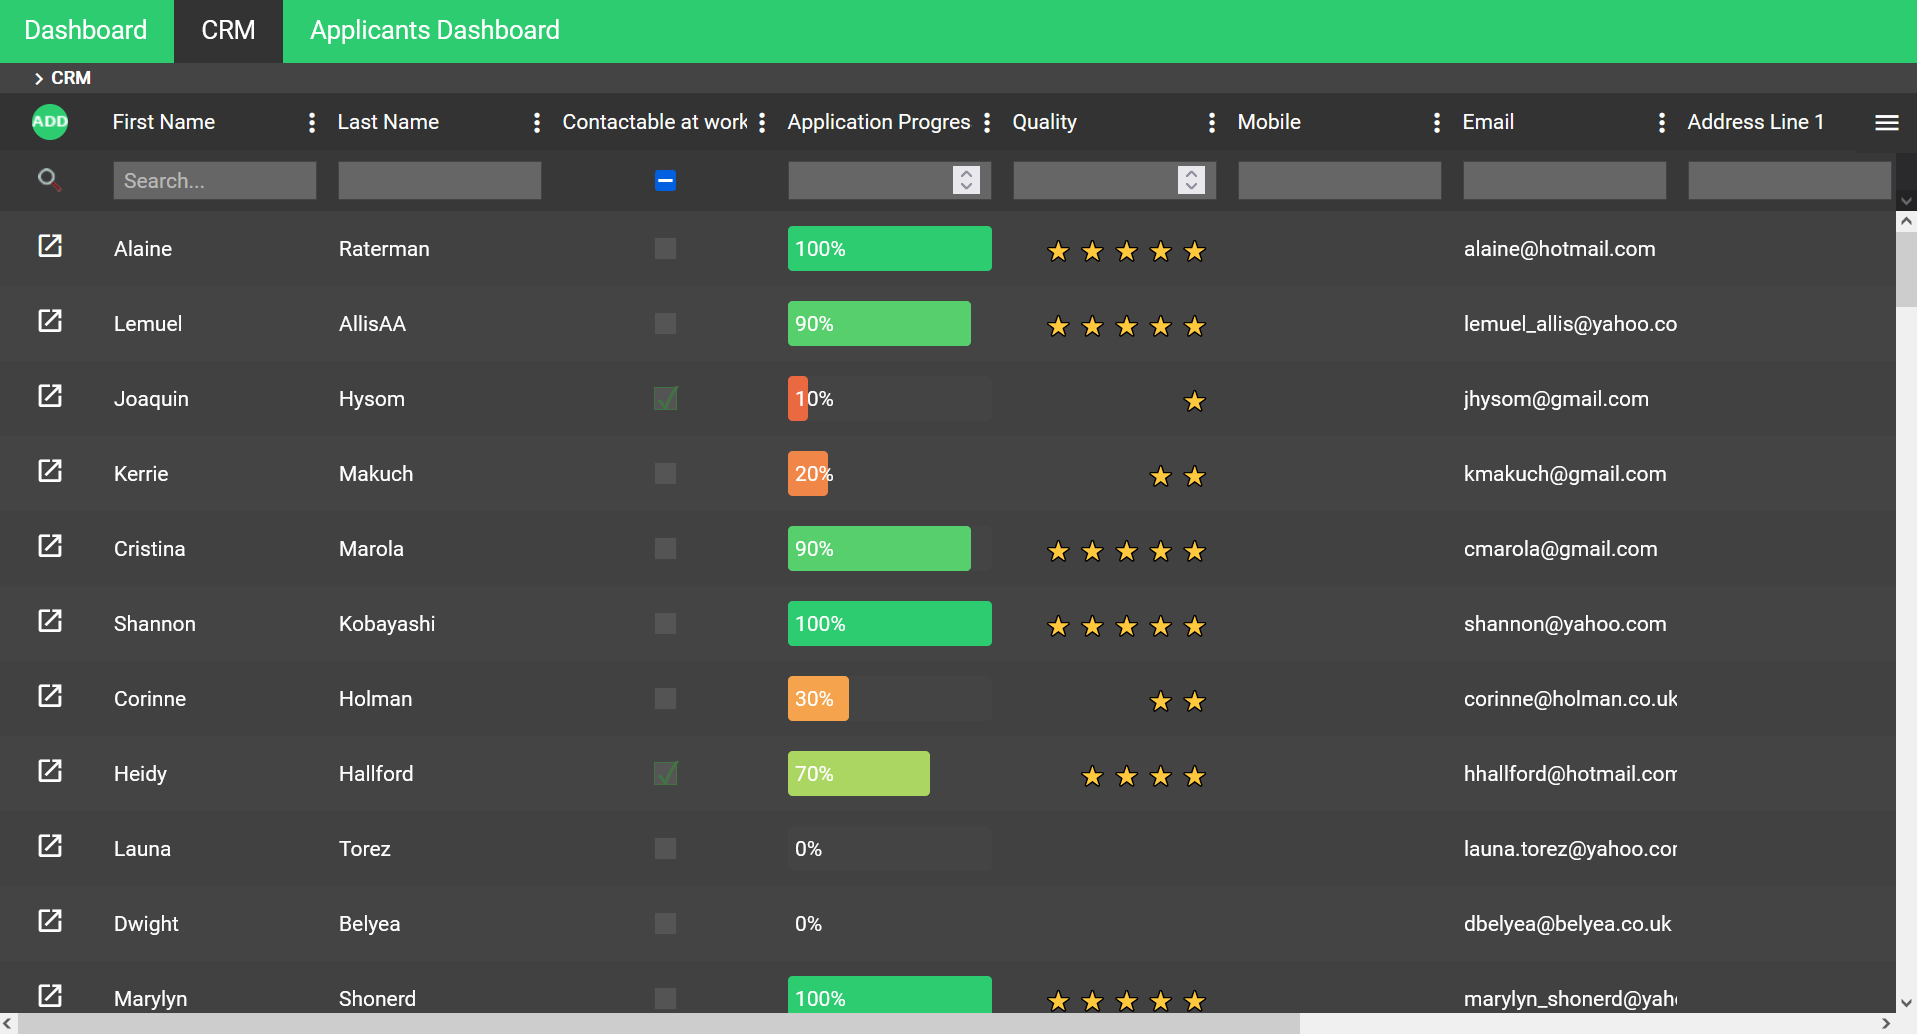 Dashboard CRM Applicants Dashboard
CRM
ADD First Name Last Name Contactable at work Application Progres Quality Mobile Email Address Line 1
Search...
Alaine Raterman 100% alaine@hotmail.com
Lemuel AllisAA 90% lemuel_allis@yahoo.co
Joaquin Hysom 10% jhysom@gmail.com
Kerrie Makuch 20% kmakuch@gmail.com
Cristina Marola 90% cmarola@gmail.com
Shannon Kobayashi 100% shannon@yahoo.com
Corinne Holman 30% corinne@holman.co.uk
Heidy Hallford 70% hhallford@hotmail.com
Launa Torez 0% launa.torez@yahoo.cor
Dwight Belyea 0% dbelyea@belyea.co.uk
Marylyn Shonerd 100% marylyn_shonerd@yah